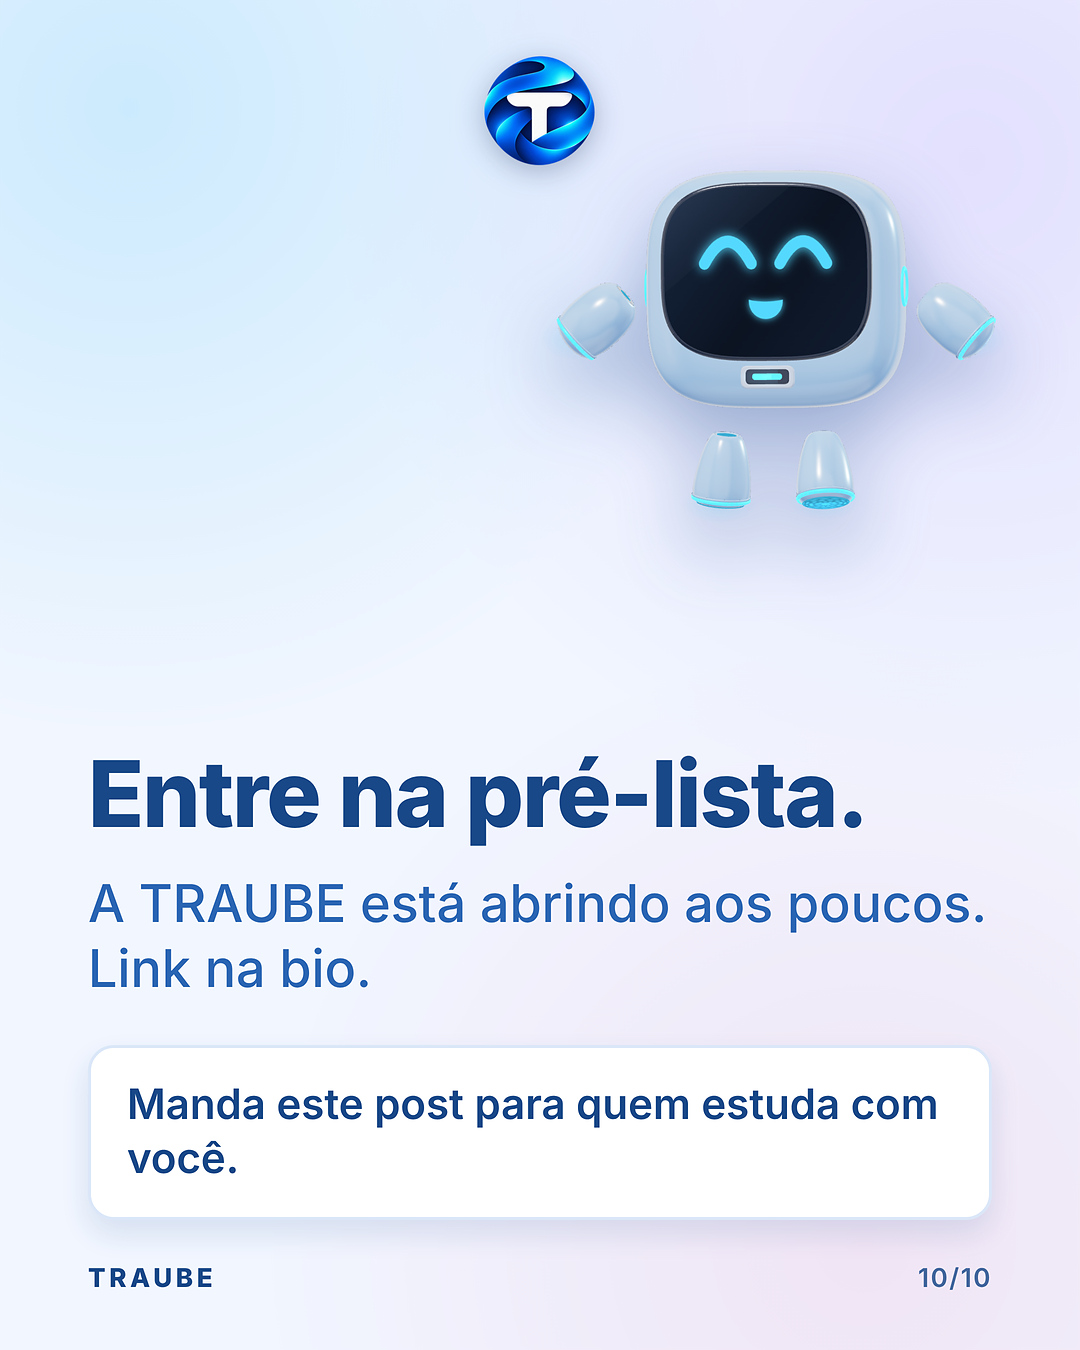 T
Entre na pré-lista.
A TRAUBE está abrindo aos poucos.
Link na bio.
Manda este post para quem estuda com
você.
TRAUBE
10/10